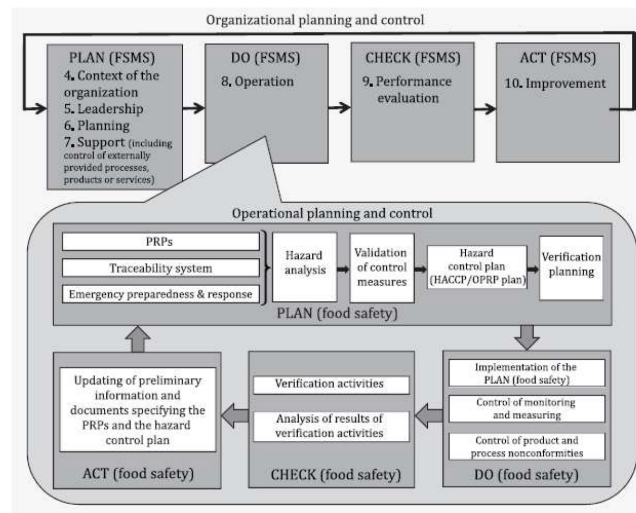 Organizational planning and control
PLAN (FSMS)
4. Context of the
organization
5. Leadership
6. Planning
7. Support (including
control of externally
provided processes,
products or services)
DO (FSMS)
8. Operation
CHECK (FSMS)
9. Performance
evaluation
ACT (FSMS)
10. Improvement
Operational planning and control
PRPs
Traceability system
Emergency preparedness & response
Hazard
analysis
Validation
of control
measures
Hazard
control plan
(HACCP/OPRP plan)
Verification
planning
PLAN (food safety)
Implementation of the
PLAN (food safety)
Control of monitoring
and measuring
Control of product and
process nonconformities
DO (food safety)
Verification activities
Analysis of results of
verification activities
CHECK (food safety)
Updating of preliminary
information and
documents specifying the
PRPs and the hazard
control plan
ACT (food safety)